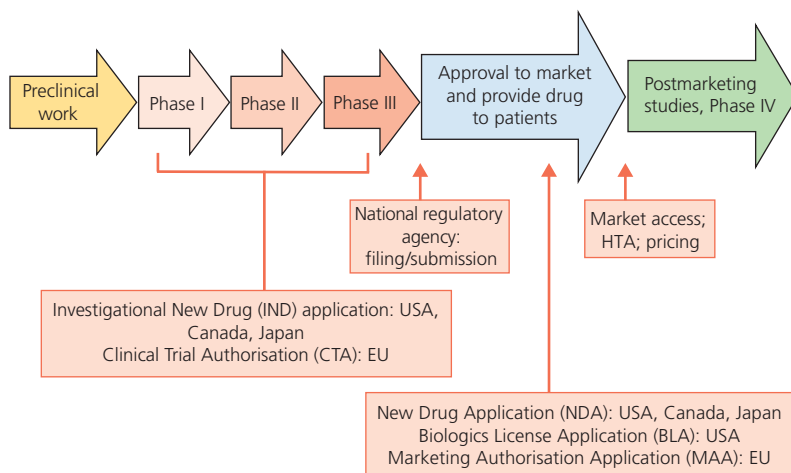 Preclinical
work
Phase I
Phase II
Phase III
Approval to market
and provide drug
to patients
Postmarketing
studies, Phase IV
National regulatory
agency:
filing/submission
Market access;
HTA; pricing
Investigational New Drug (IND) application: USA,
Canada, Japan
Clinical Trial Authorisation (CTA): EU
New Drug Application (NDA): USA, Canada, Japan
Biologics License Application (BLA): USA
Marketing Authorisation Application (MAA): EU